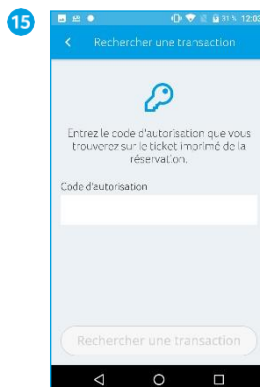 15
31 % 12:03
Rechercher une transaction
Entrez le code d'autorisation que vous
trouverez sur le ticket imprimé de la
réservation.
Code d'autorisation
Rechercher une transaction